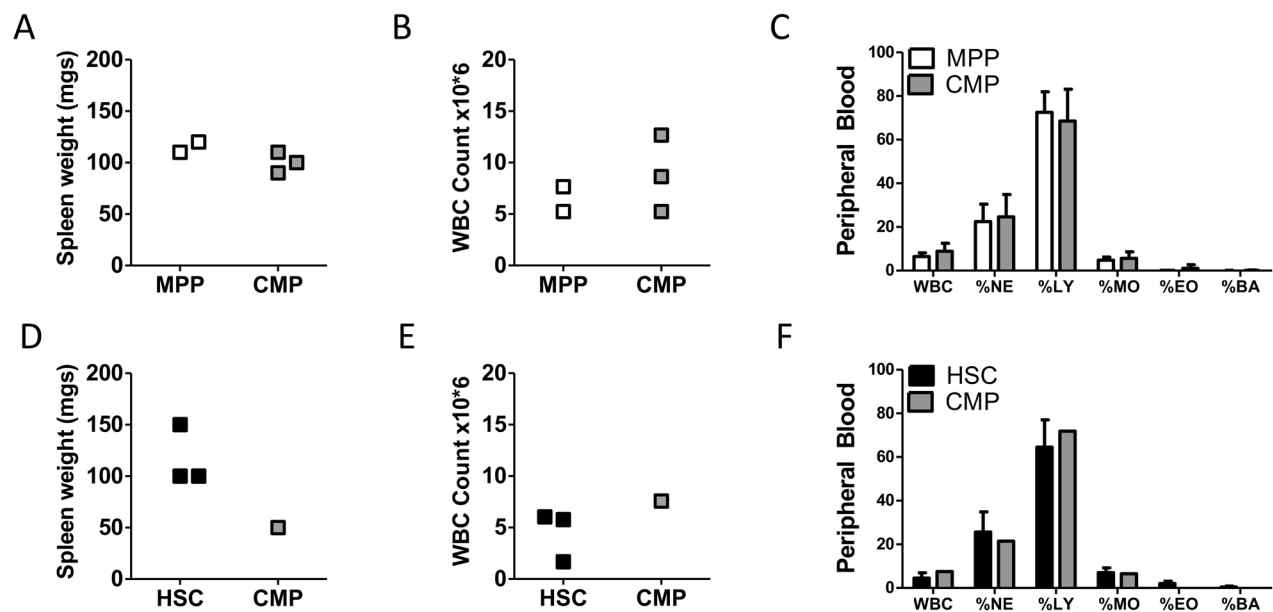 A
Spleen weight (mgs)
200
150
100
50
0
MPP CMP
B
WBC Count x10*6
20
15
10
5
0
MPP CMP
C
Peripheral Blood
100
80
60
40
20
0
MPP
CMP
WBC %NE %LY %MO %EO %BA
D
Spleen weight (mgs)
200
150
100
50
0
HSC CMP
E
WBC Count x10*6
20
15
10
5
0
HSC CMP
F
Peripheral Blood
100
80
60
40
20
0
HSC
CMP
WBC %NE %LY %MO %EO %BA